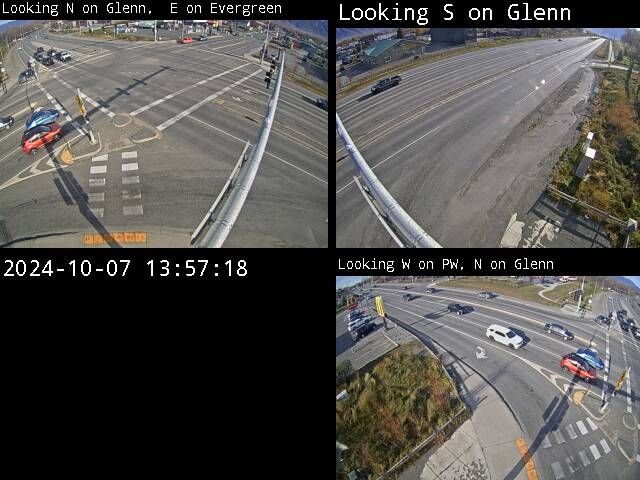 Looking N on Glenn,  E on Evergreen
Looking S on Glenn
2024-10-07 13:57:18
Looking W on PW, N on Glenn